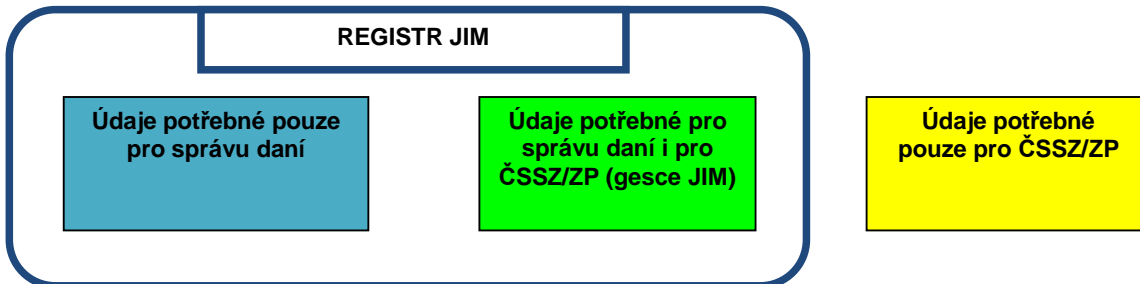 REGISTR JIM
Údaje potřebné pouze
pro správu daní
Údaje potřebné pro
správu daní i pro
ČSSZ/ZP (gesce JIM)
Údaje potřebné
pouze pro ČSSZ/ZP